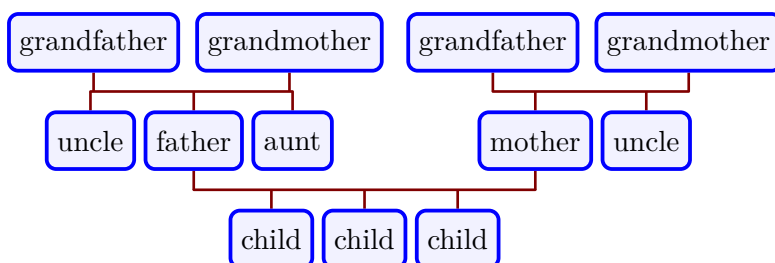 grandfather grandmother grandfather grandmother
uncle father aunt mother uncle
child child child